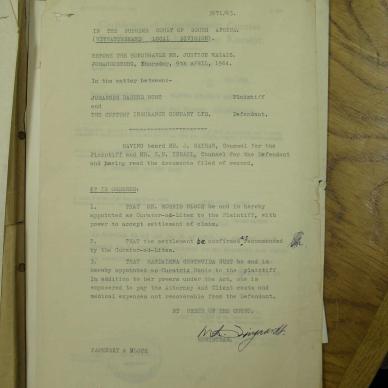 3071/63.
IN THE SUPREME COURT OF SOUTH AFRICA.
(WITWATERSRAND LOCAL DIVISION).
BEFORE THE HONOURABLE MR. JUSTICE
JOHANNESBURG, Thursday, 9th APRIL, 1964.
In the matter between:-
JOHANNES Plaintiff
and
THE CUSTOMY INSURANCE COMPANY LTD. Defendant.
HAVING heard MR. J. Counsel for the
Plaintiff and MR. Counsel for the Defendant
and having read the documents filed of record.
IT IS ORDERED:
1. THAT MR. MORRIS BLOCK be and is hereby
appointed as Curator-ad-Litem to the Plaintiff, with
power to accept settlement of claim.
2. THAT the settlement be confirmed as recommended
by the Curator-ad-Litem.
3. THAT be and is
hereby appointed as Curatrix Bonis to the plaintiff
in addition to her powers under the act, she is
empowered to pay the Attorney and Client costs and
medical expenses not recoverable from the Defendant.
BY ORDER OF THE COURT.
REGISTRAR.